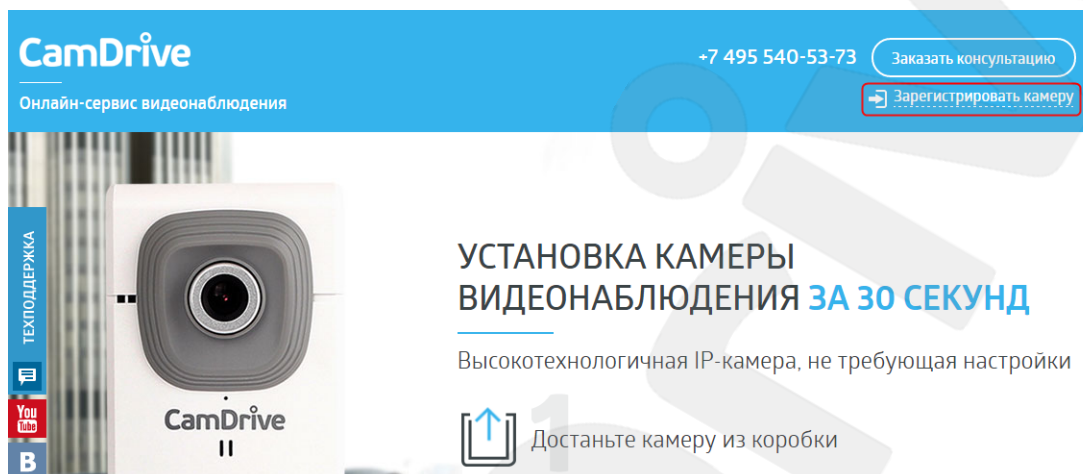 CamDrive
+7 495 540-53-73
Заказать консультацию
Онлайн-сервис видеонаблюдения
Зарегистрировать камеру
ТЕХПОДДЕРЖКА
You
Tube
B
CamDrive
УСТАНОВКА КАМЕРЫ
ВИДЕОНАБЛЮДЕНИЯ ЗА 30 СЕКУНД
Высокотехнологичная IP-камера, не требующая настройки
1
Достаньте камеру из коробки